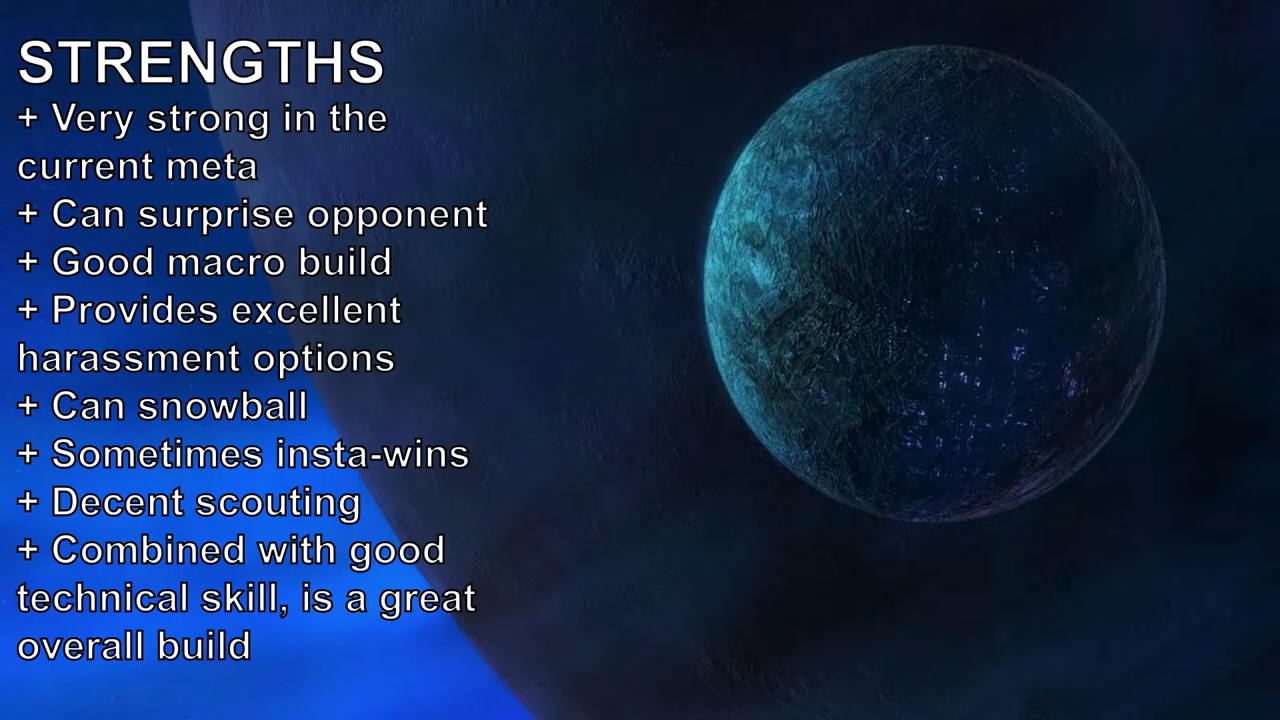 STRENGTHS
+ Very strong in the
current meta
+ Can surprise opponent
+ Good macro build
+ Provides excellent
harassment options
+ Can snowball
+ Sometimes insta-wins
+ Decent scouting
+ Combined with good
technical skill, is a great
overall build